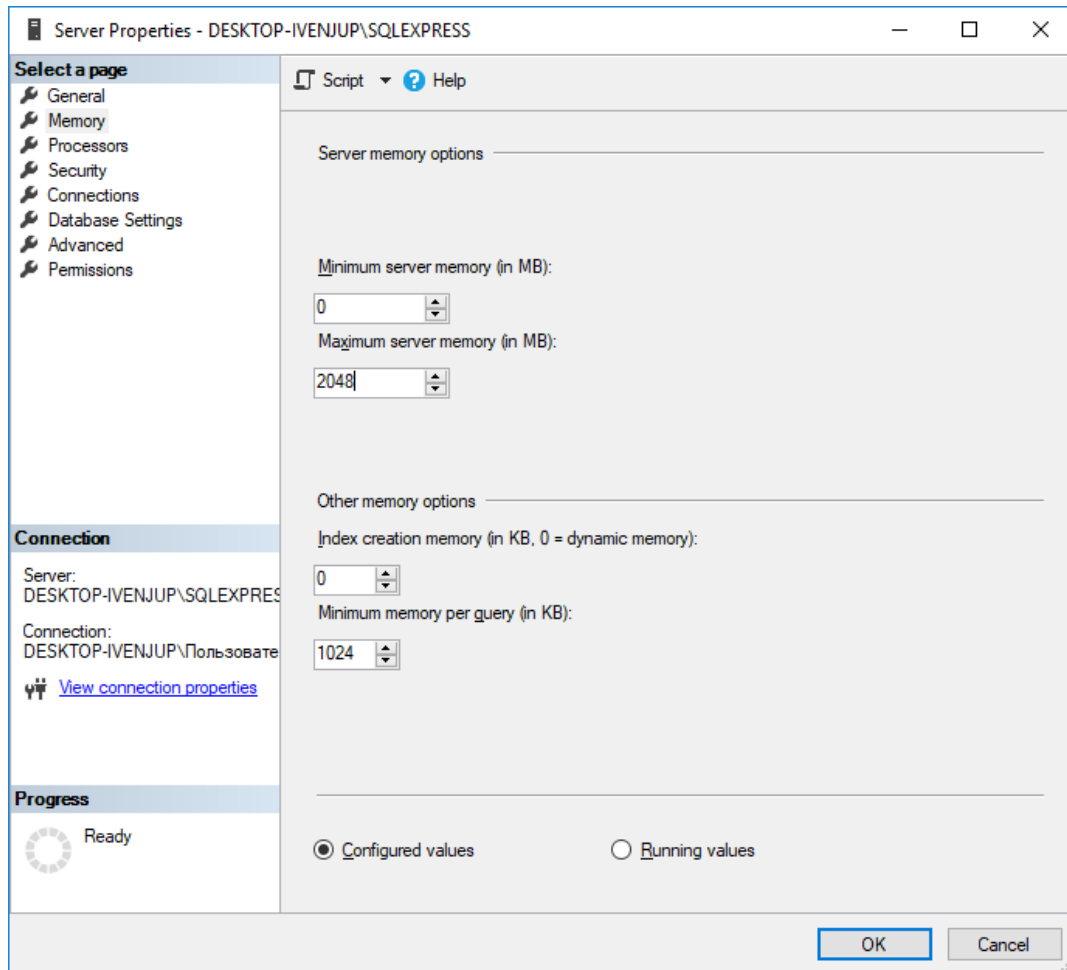 Server Properties - DESKTOP-IVENJUP\SQLEXPRESS
Select a page
General
Memory
Processors
Security
Connections
Database Settings
Advanced
Permissions
Connection
Server:
DESKTOP-IVENJUP\SQLEXPRES
Connection:
DESKTOP-IVENJUP\Пользовате
View connection properties
Progress
Ready
Script Help
Server memory options
Minimum server memory (in MB):
0
Maximum server memory (in MB):
2048
Other memory options
Index creation memory (in KB, 0 = dynamic memory):
0
Minimum memory per query (in KB):
1024
Configured values Running values
OK Cancel